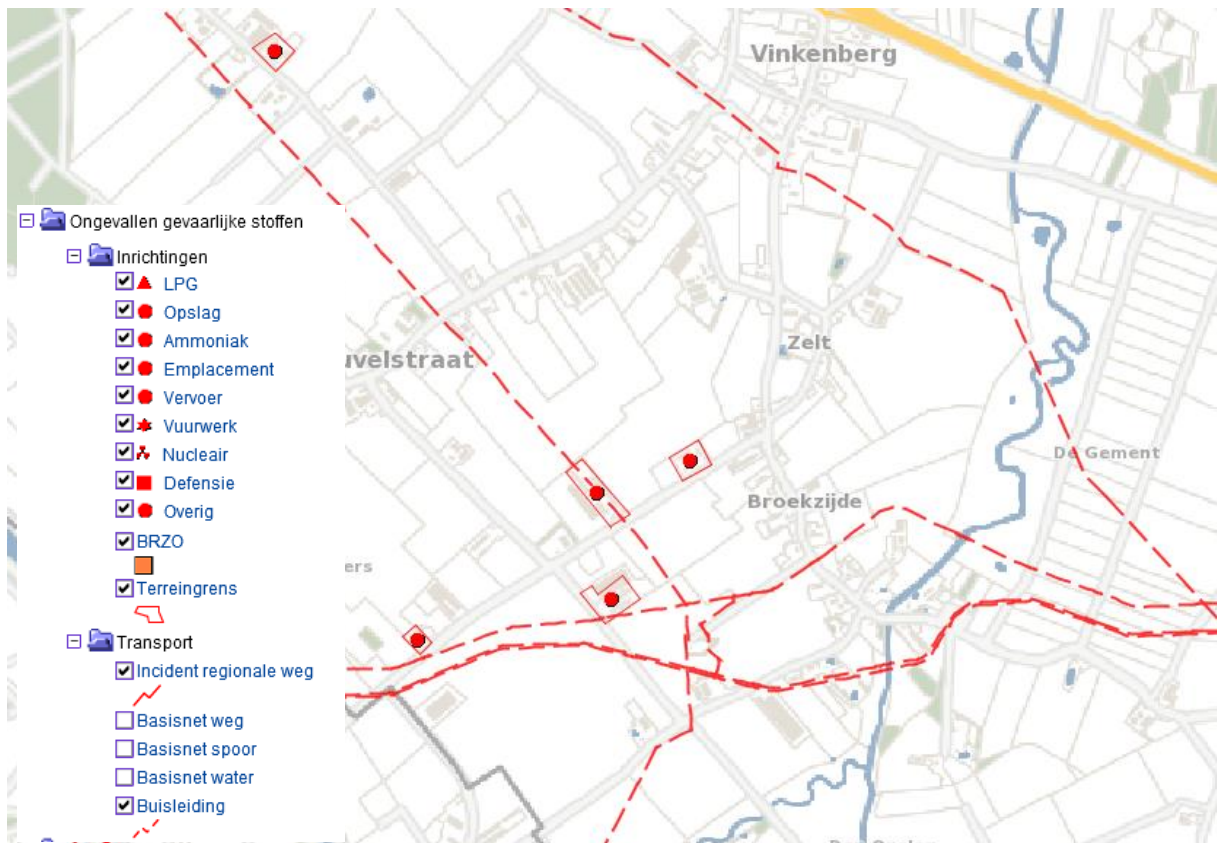 Vinkenberg
Ongevallen gevaarlijke stoffen
Inrichtingen
LPG
Opslag
Ammoniak
Emplacement
Vervoer
Vuurwerk
Nucleair
Defensie
Overig
BRZO
Terreingrens
Transport
Incident regionale weg
Basisnet weg
Basisnet spoor
Basisnet water
Buisleiding
uvelstraat
Zelt
De Gement
Broekzijde
ers